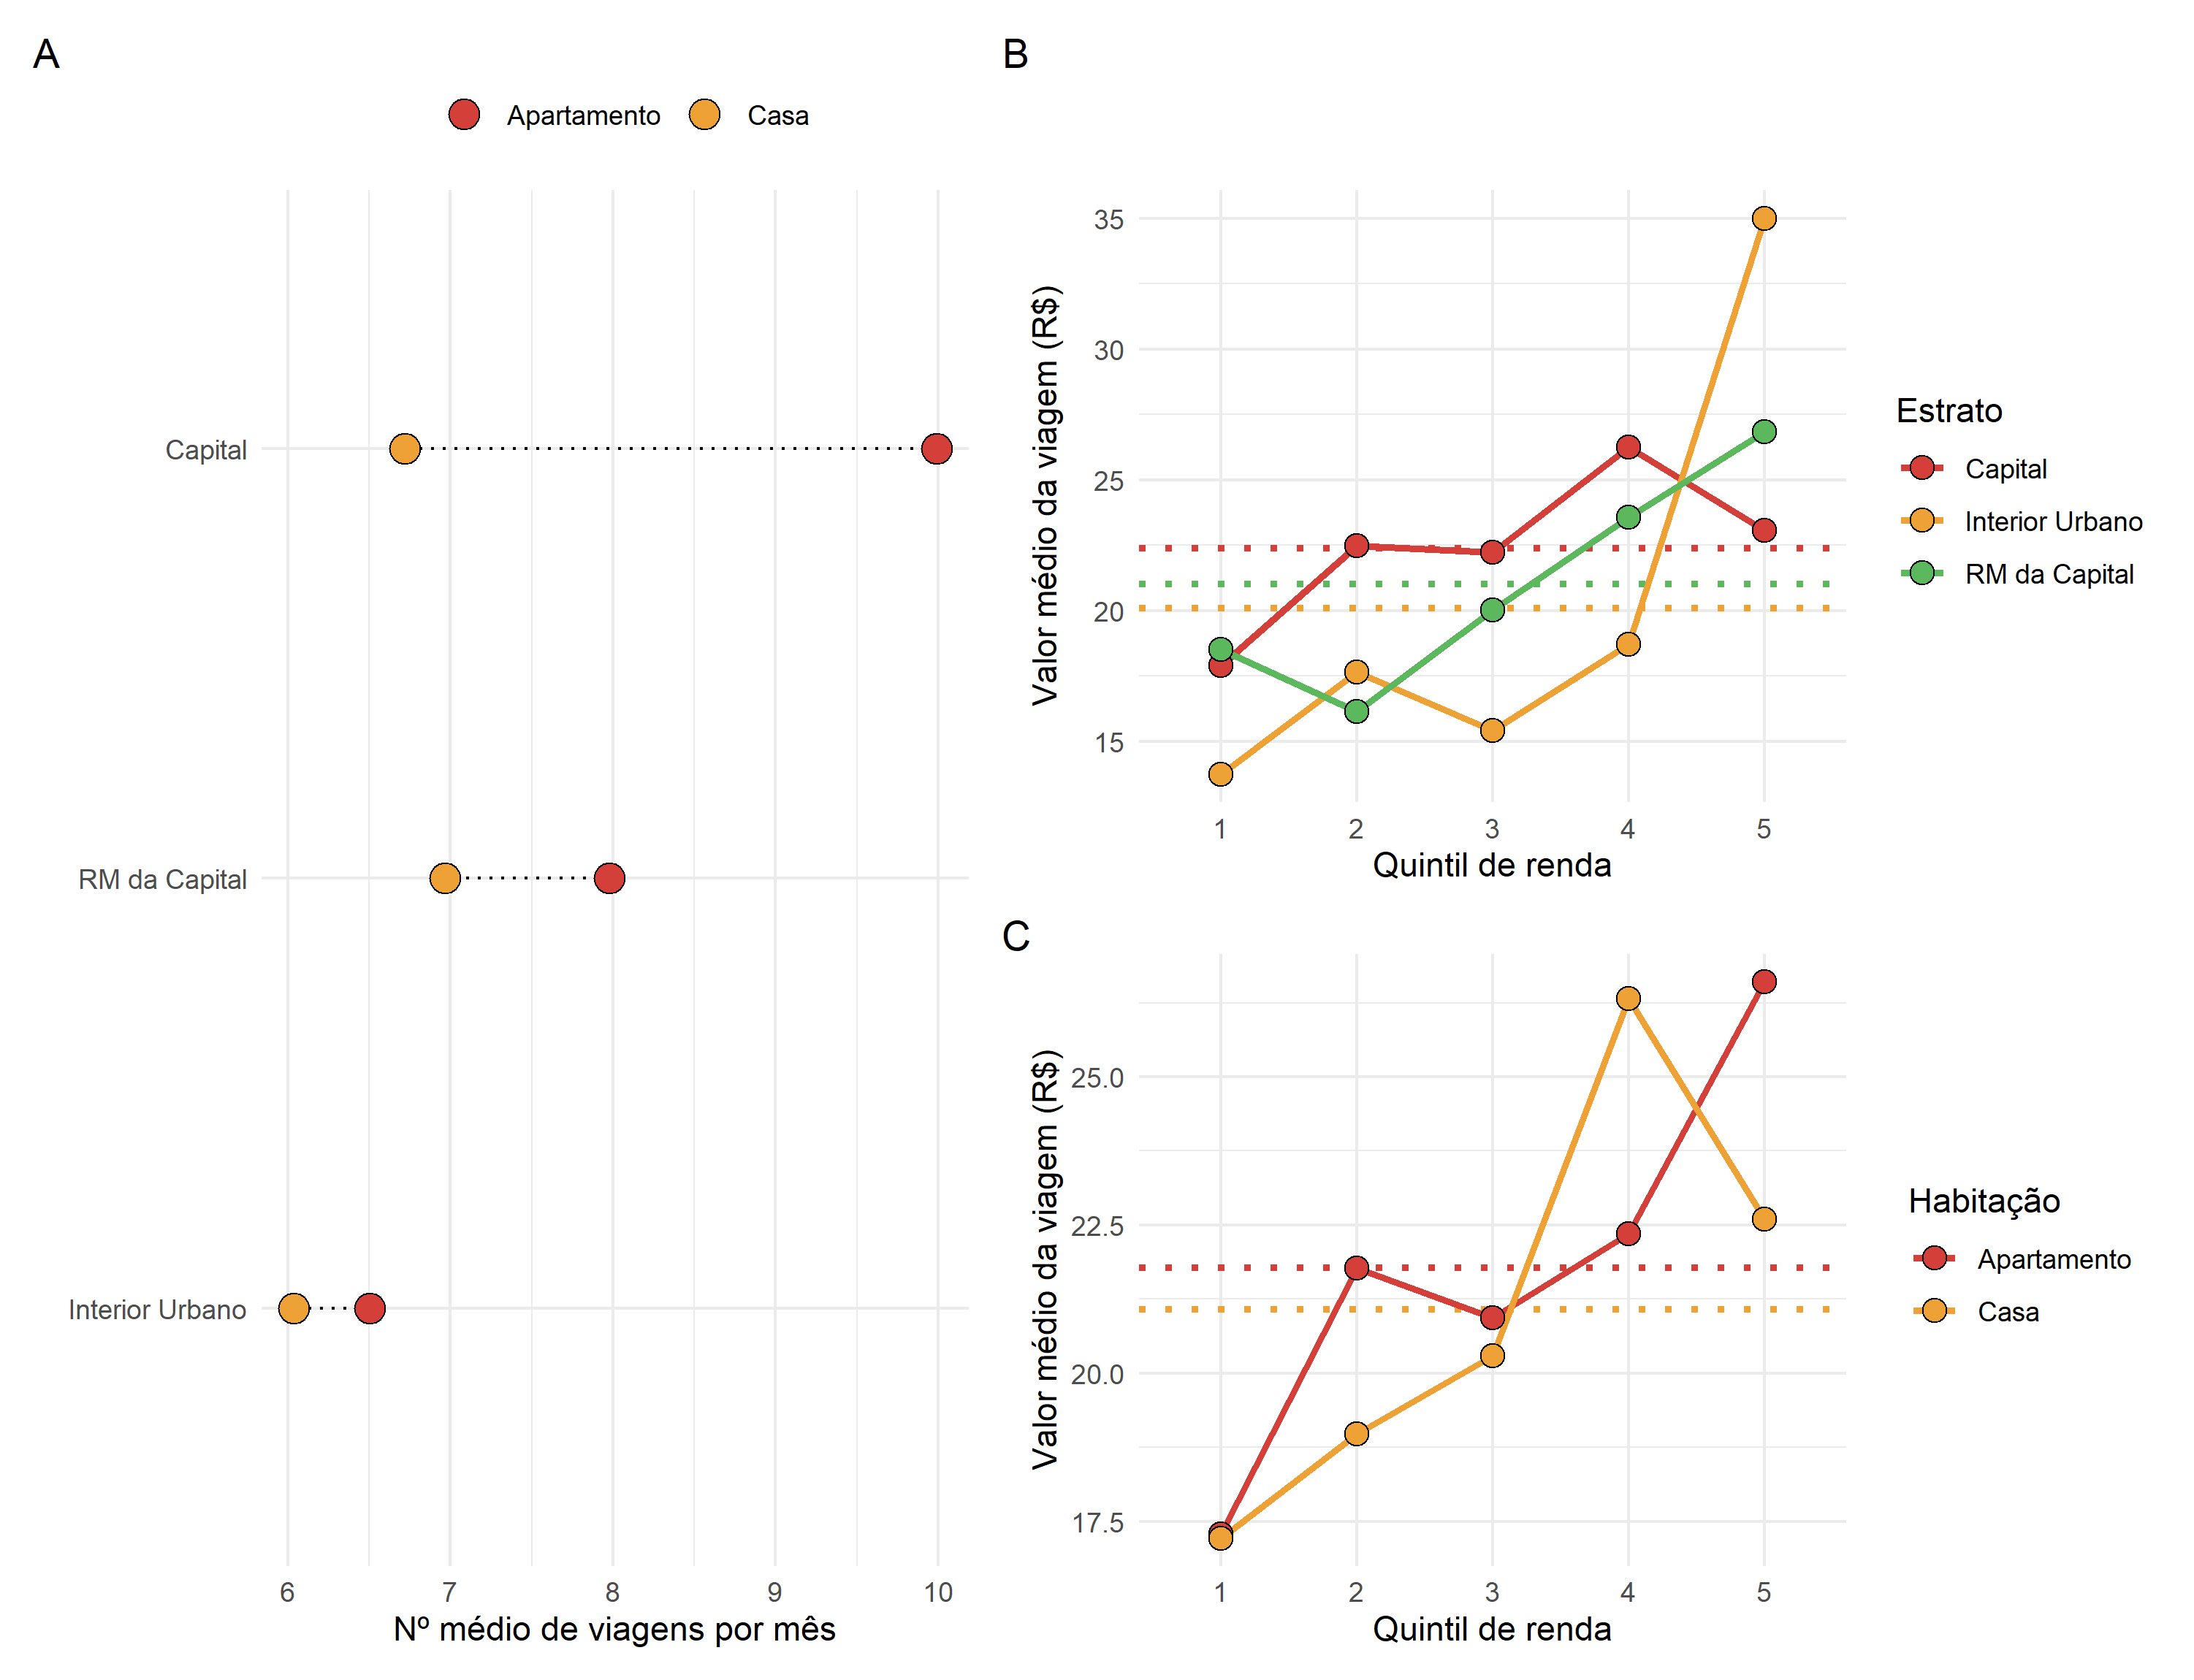 A
Apartamento
Casa
Capital
RM da Capital
Interior Urbano
6 7 8 9 10
Nº médio de viagens por mês
B
Valor médio da viagem (R$)
35
30
25
20
15
1 2 3 4 5
Quintil de renda
Estrato
Capital
Interior Urbano
RM da Capital
C
Valor médio da viagem (R$)
25.0
22.5
20.0
17.5
1 2 3 4 5
Quintil de renda
Habitação
Apartamento
Casa